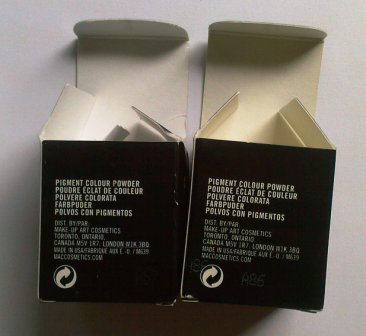 PIGMENT COLOUR POWDER
POUDRE ÉCLAT DE COULEUR
POLVERE COLORATA
FARBPUDER
POLVOS CON PIGMENTOS
DIST. BY/PAR
MAKE-UP ART COSMETICS
TORONTO, ONTARIO,
CANADA M5V 1R7. LONDON W1K 3BQ
MADE IN USA/FABRIQUE AUX É.-U. / M639
MACCOSMETICS.COM
PIGMENT COLOUR POWDER
POUDRE ÉCLAT DE COULEUR
POLVERE COLORATA
FARBPUDER
POLVOS CON PIGMENTOS
DIST. BY/PAR
MAKE-UP ART COSMETICS
TORONTO, ONTARIO,
CANADA M5V 1R7. LONDON W1K 3BQ
MADE IN USA/FABRIQUE AUX É.-U. / M639
MACCOSMETICS.COM
A86